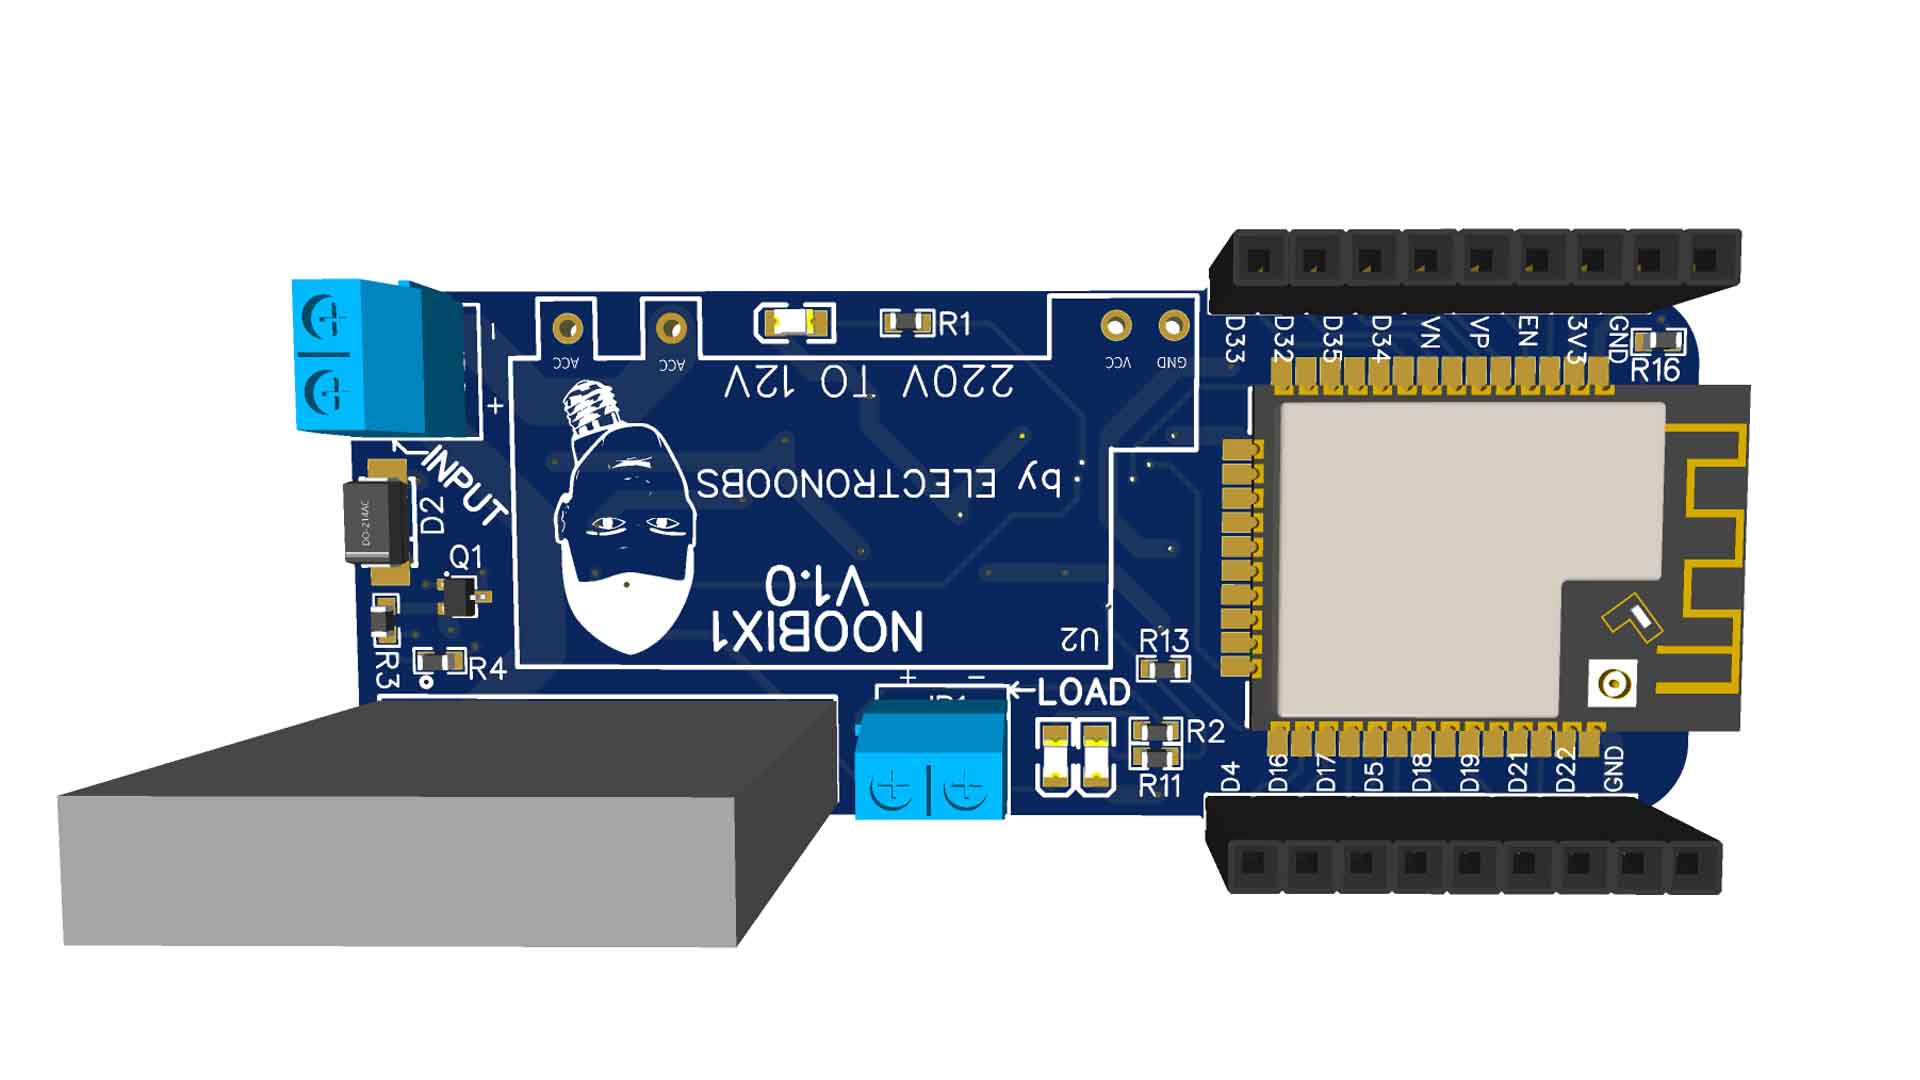 R1
ACC
ACC
VCC
GND
220V TO 12V
by ELECTRONOOBS
NOOBIX1
V1.0
U2
-
+
←INPUT
D2
DO-214AC
Q1
R3
R4
+ -
←LOAD
R13
R2
R11
D33
D32
D35
D34
VN
VP
EN
3V3
GND
R16
D4
D16
D17
D5
D18
D19
D21
D22
GND